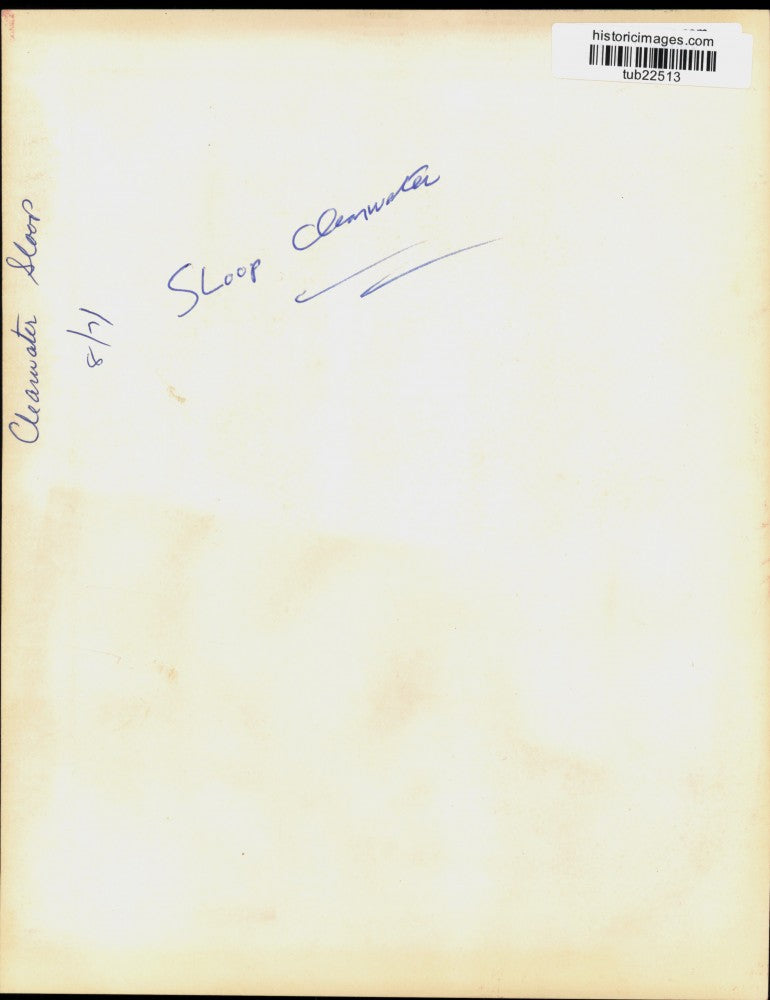 historicimages.com
tub22513
Sloop Clearwater
Clearwater Sloop
8/71